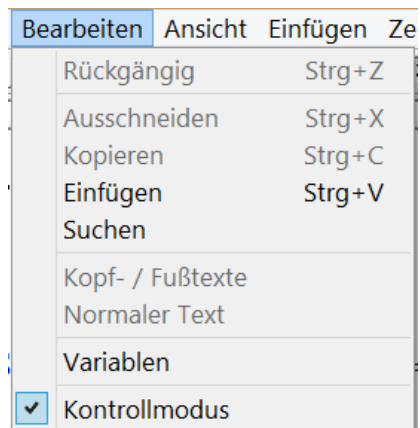 Bearbeiten Ansicht Einfügen Ze
Rückgängig Strg+Z
Ausschneiden Strg+X
Kopieren Strg+C
Einfügen Strg+V
Suchen
Kopf- / Fußtexte
Normaler Text
Variablen
Kontrollmodus